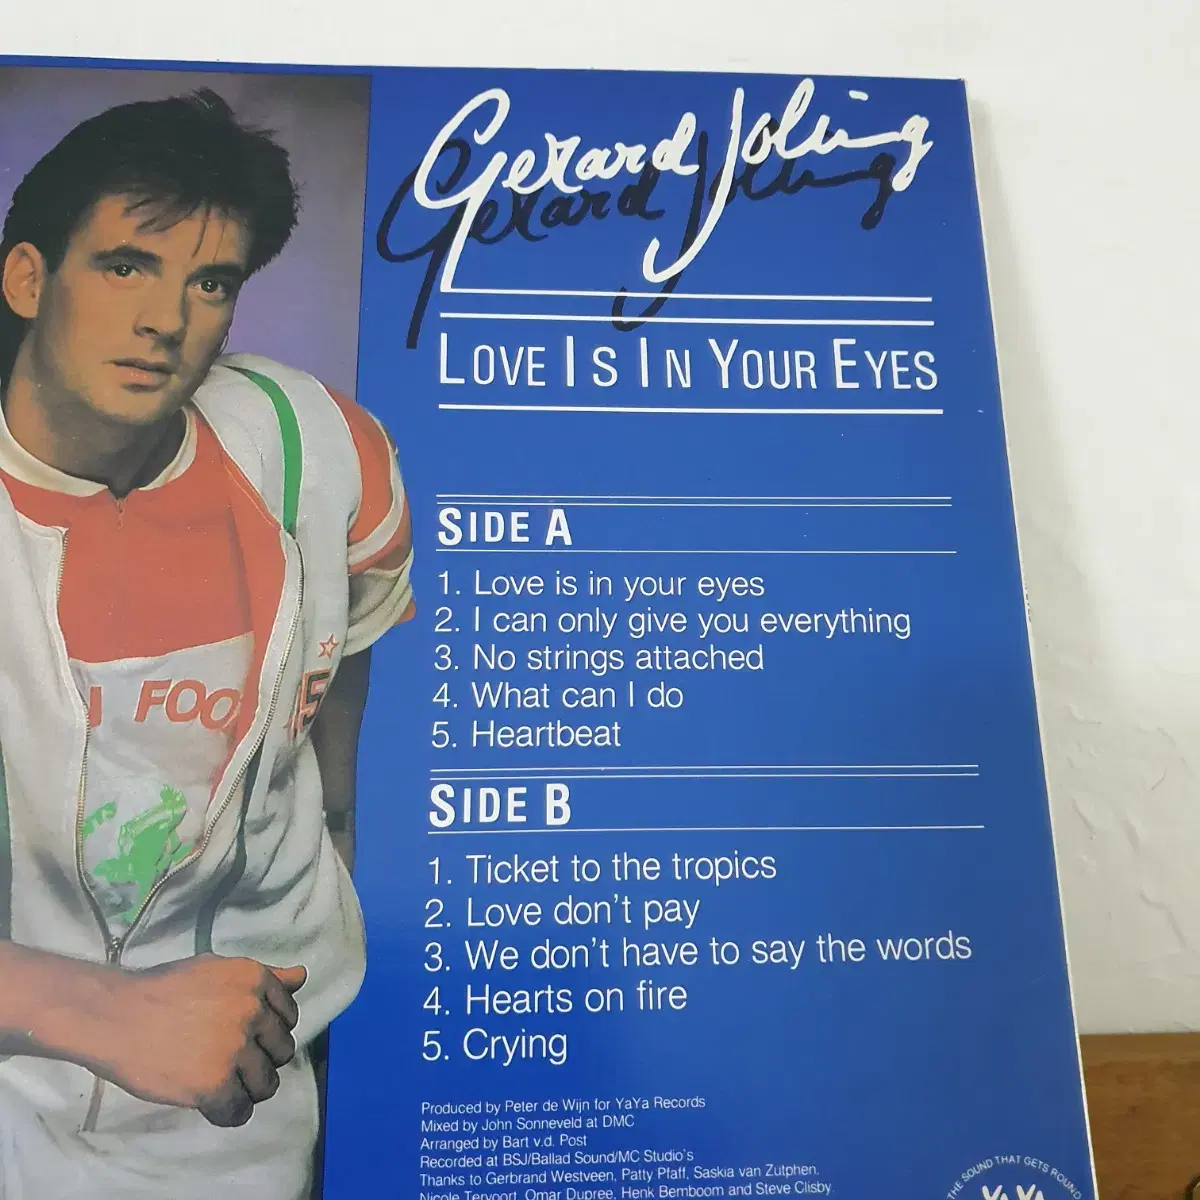 Gerard Joling
LOVE IS IN YOUR EYES
SIDE A
1. Love is in your eyes
2. I can only give you everything
3. No strings attached
4. What can I do
5. Heartbeat
SIDE B
1. Ticket to the tropics
2. Love don't pay
3. We don't have to say the words
4. Hearts on fire
5. Crying
Produced by Peter de Wijn for YaYa Records
Mixed by John Sonneveld at DMC
Arranged by Bart v.d. Post
Recorded at BSJ/Ballad Sound/MC Studio's
Thanks to Gerbrand Westveen, Patty Pfaff, Saskia van Zutphen,
Nicole Tervoort, Omar Dupree, Henk Bemboom and Steve Clisby
THE SOUND THAT GETS ROUND
YAYA
FOO
15